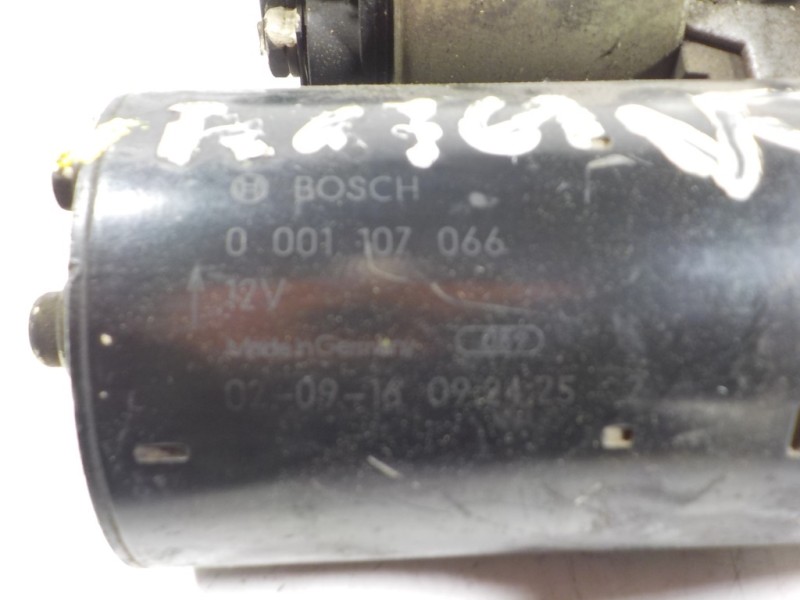 BOSCH
0 001 107 066
12V
Made in Germany
02-09-16 09:24:25